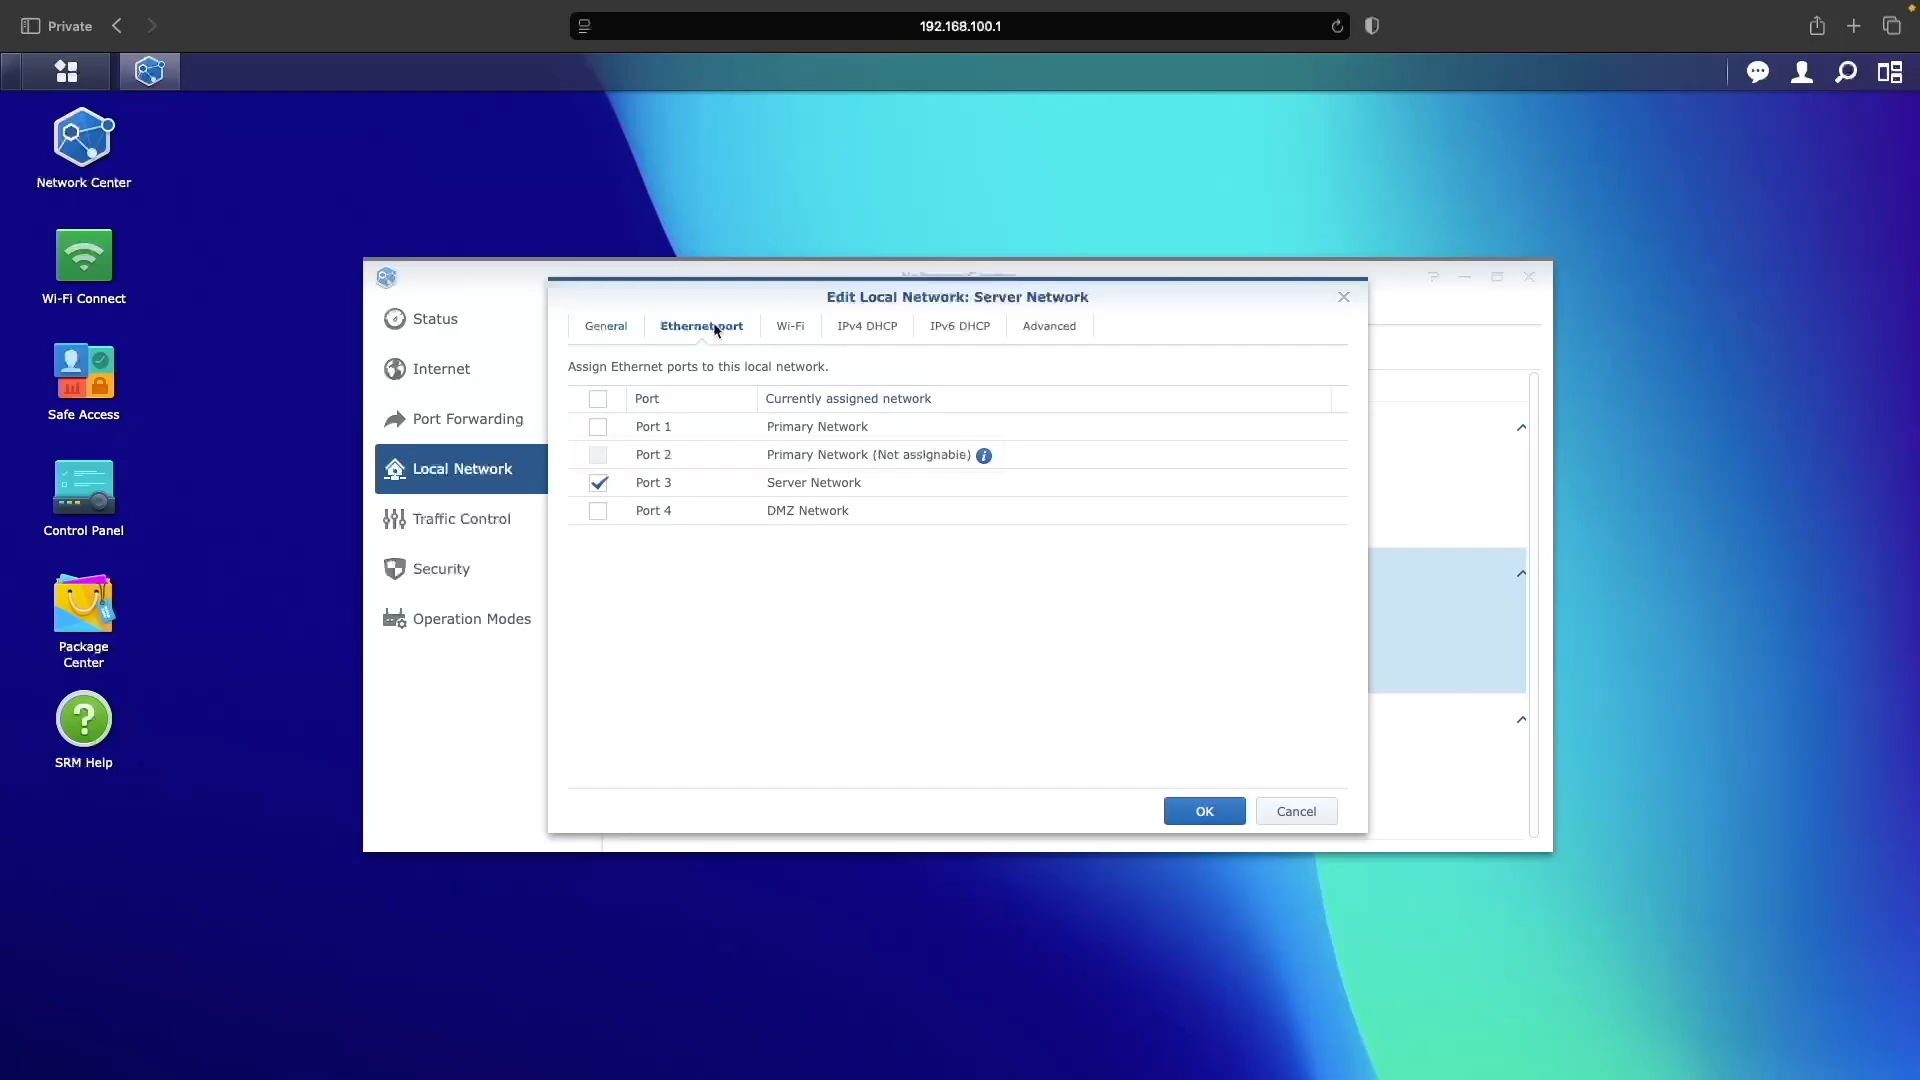 Private
192.168.100.1
Network Center
Wi-Fi Connect
Safe Access
Control Panel
Package
Center
SRM Help
Status
Internet
Port Forwarding
Local Network
Traffic Control
Security
Operation Modes
Edit Local Network: Server Network
General Ethernet port Wi-Fi IPv4 DHCP IPv6 DHCP Advanced
Assign Ethernet ports to this local network.
Port Currently assigned network
Port 1 Primary Network
Port 2 Primary Network (Not assignable)
Port 3 Server Network
Port 4 DMZ Network
OK Cancel